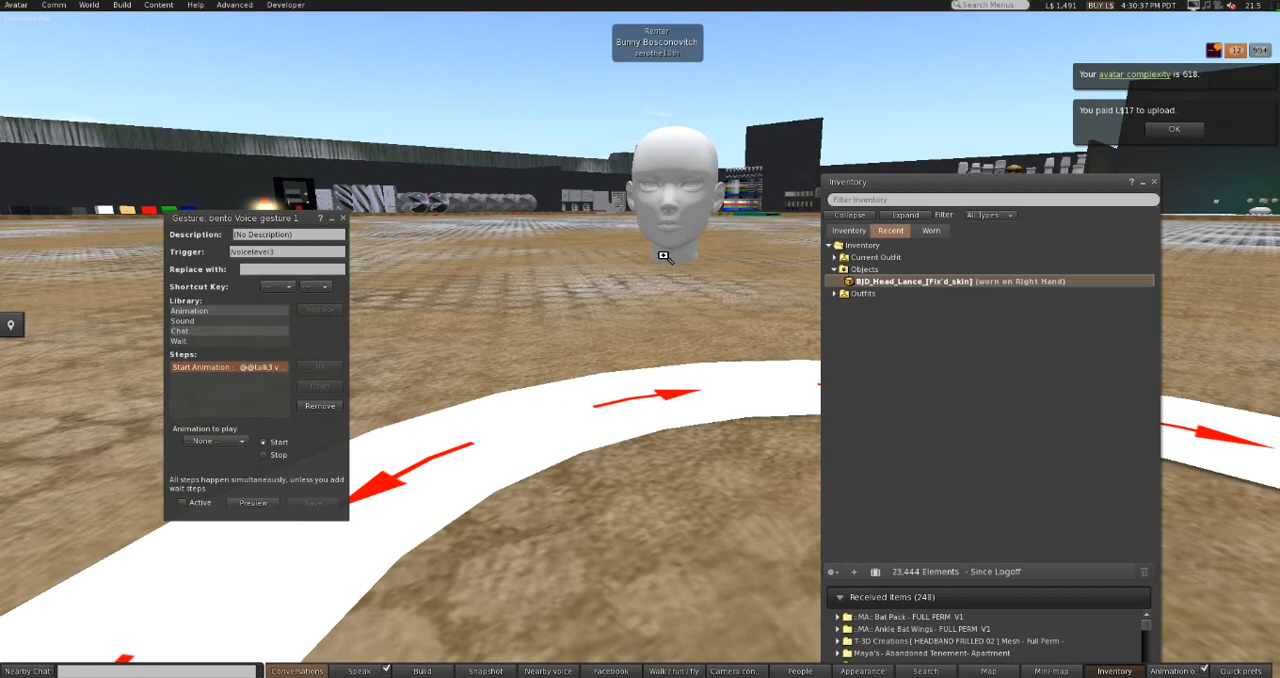 Avatar Comm World Build Content Help Advanced Developer
Search Menus L$ 1,491 BUY L$ 4:30:37 PM PDT 21.5
Renter
Bunny Bosconovitch
12 99+
Your avatar complexity is 618.
You paid L$17 to upload.
OK
Gesture: bento Voice gesture 1 ?
Description: (No Description)
Trigger: /voicelevel3
Replace with:
Shortcut Key: --- ---
Library:
Animation
Add >>
Sound
Chat
Wait
Steps:
Start Animation : @@talk3 v...
Up
Down
Remove
Animation to play:
-- None --
Start
Stop
All steps happen simultaneously, unless you add
wait steps
Active Preview Save
Inventory ?
Filter Inventory
Collapse Expand Filter: All Types
Inventory Recent Worn
Inventory
Current Outfit
Objects
BJD_Head_Lance_[Fix'd_skin] (worn on Right Hand)
Outfits
23,444 Elements - Since Logoff
Received items (248)
::MA:: Bat Pack - FULL PERM V1
::MA:: Ankle Bat Wings - FULL PERM V1
T-3D Creations [ HEADBAND FRILLED 02 ] Mesh - Full Perm -
Maya's - Abandoned Tenement- Apartment
Nearby Chat Conversations Speak Build Snapshot Nearby voice Facebook Walk / run / fly Camera con... People Appearance Search Map Mini-map Inventory Animation o... Quick prefs